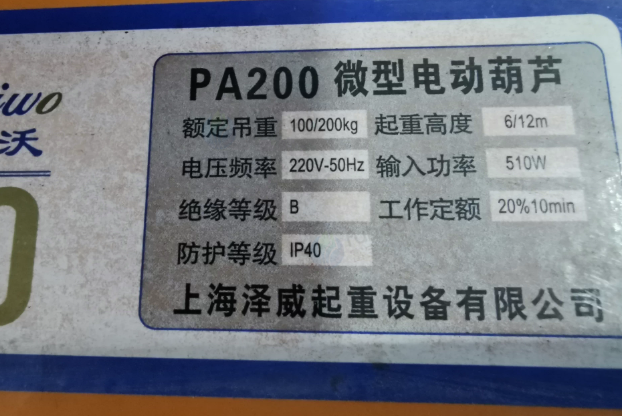 iwo
沃
0
PA200 微型电动葫芦
额定吊重 100/200kg 起重高度 6/12m
电压频率 220V-50Hz 输入功率 510W
绝缘等级 B 工作定额 20%10min
防护等级 IP40
上海泽威起重设备有限公司